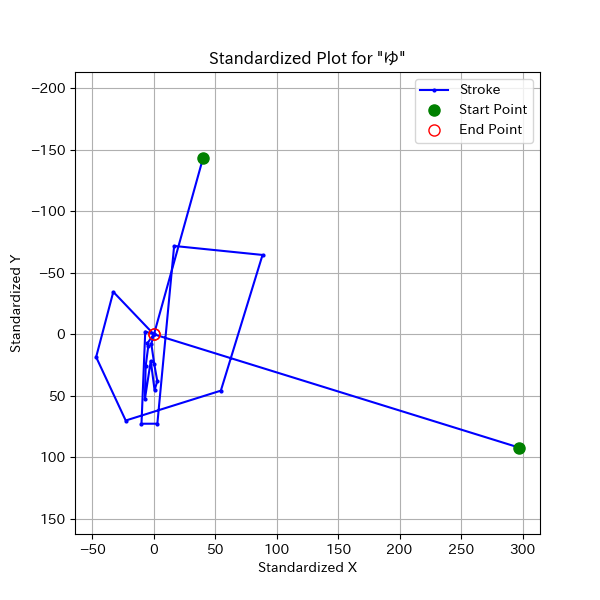 Standardized Plot for "ゆ"
Stroke
Start Point
End Point
−200
−150
−100
−50
0
50
100
150
Standardized Y
−50 0 50 100 150 200 250 300
Standardized X